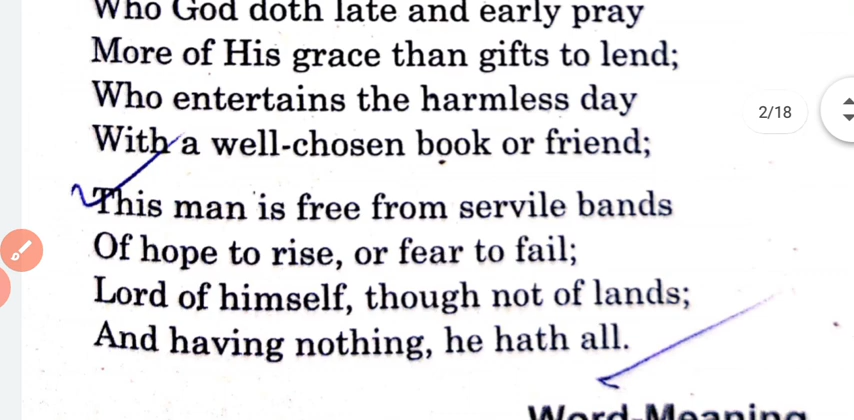 Who God doth late and early pray
More of His grace than gifts to lend;
Who entertains the harmless day
With a well-chosen book or friend;
2/18
This man is free from servile bands
Of hope to rise, or fear to fail;
Lord of himself, though not of lands;
And having nothing, he hath all.
Word-Meaning